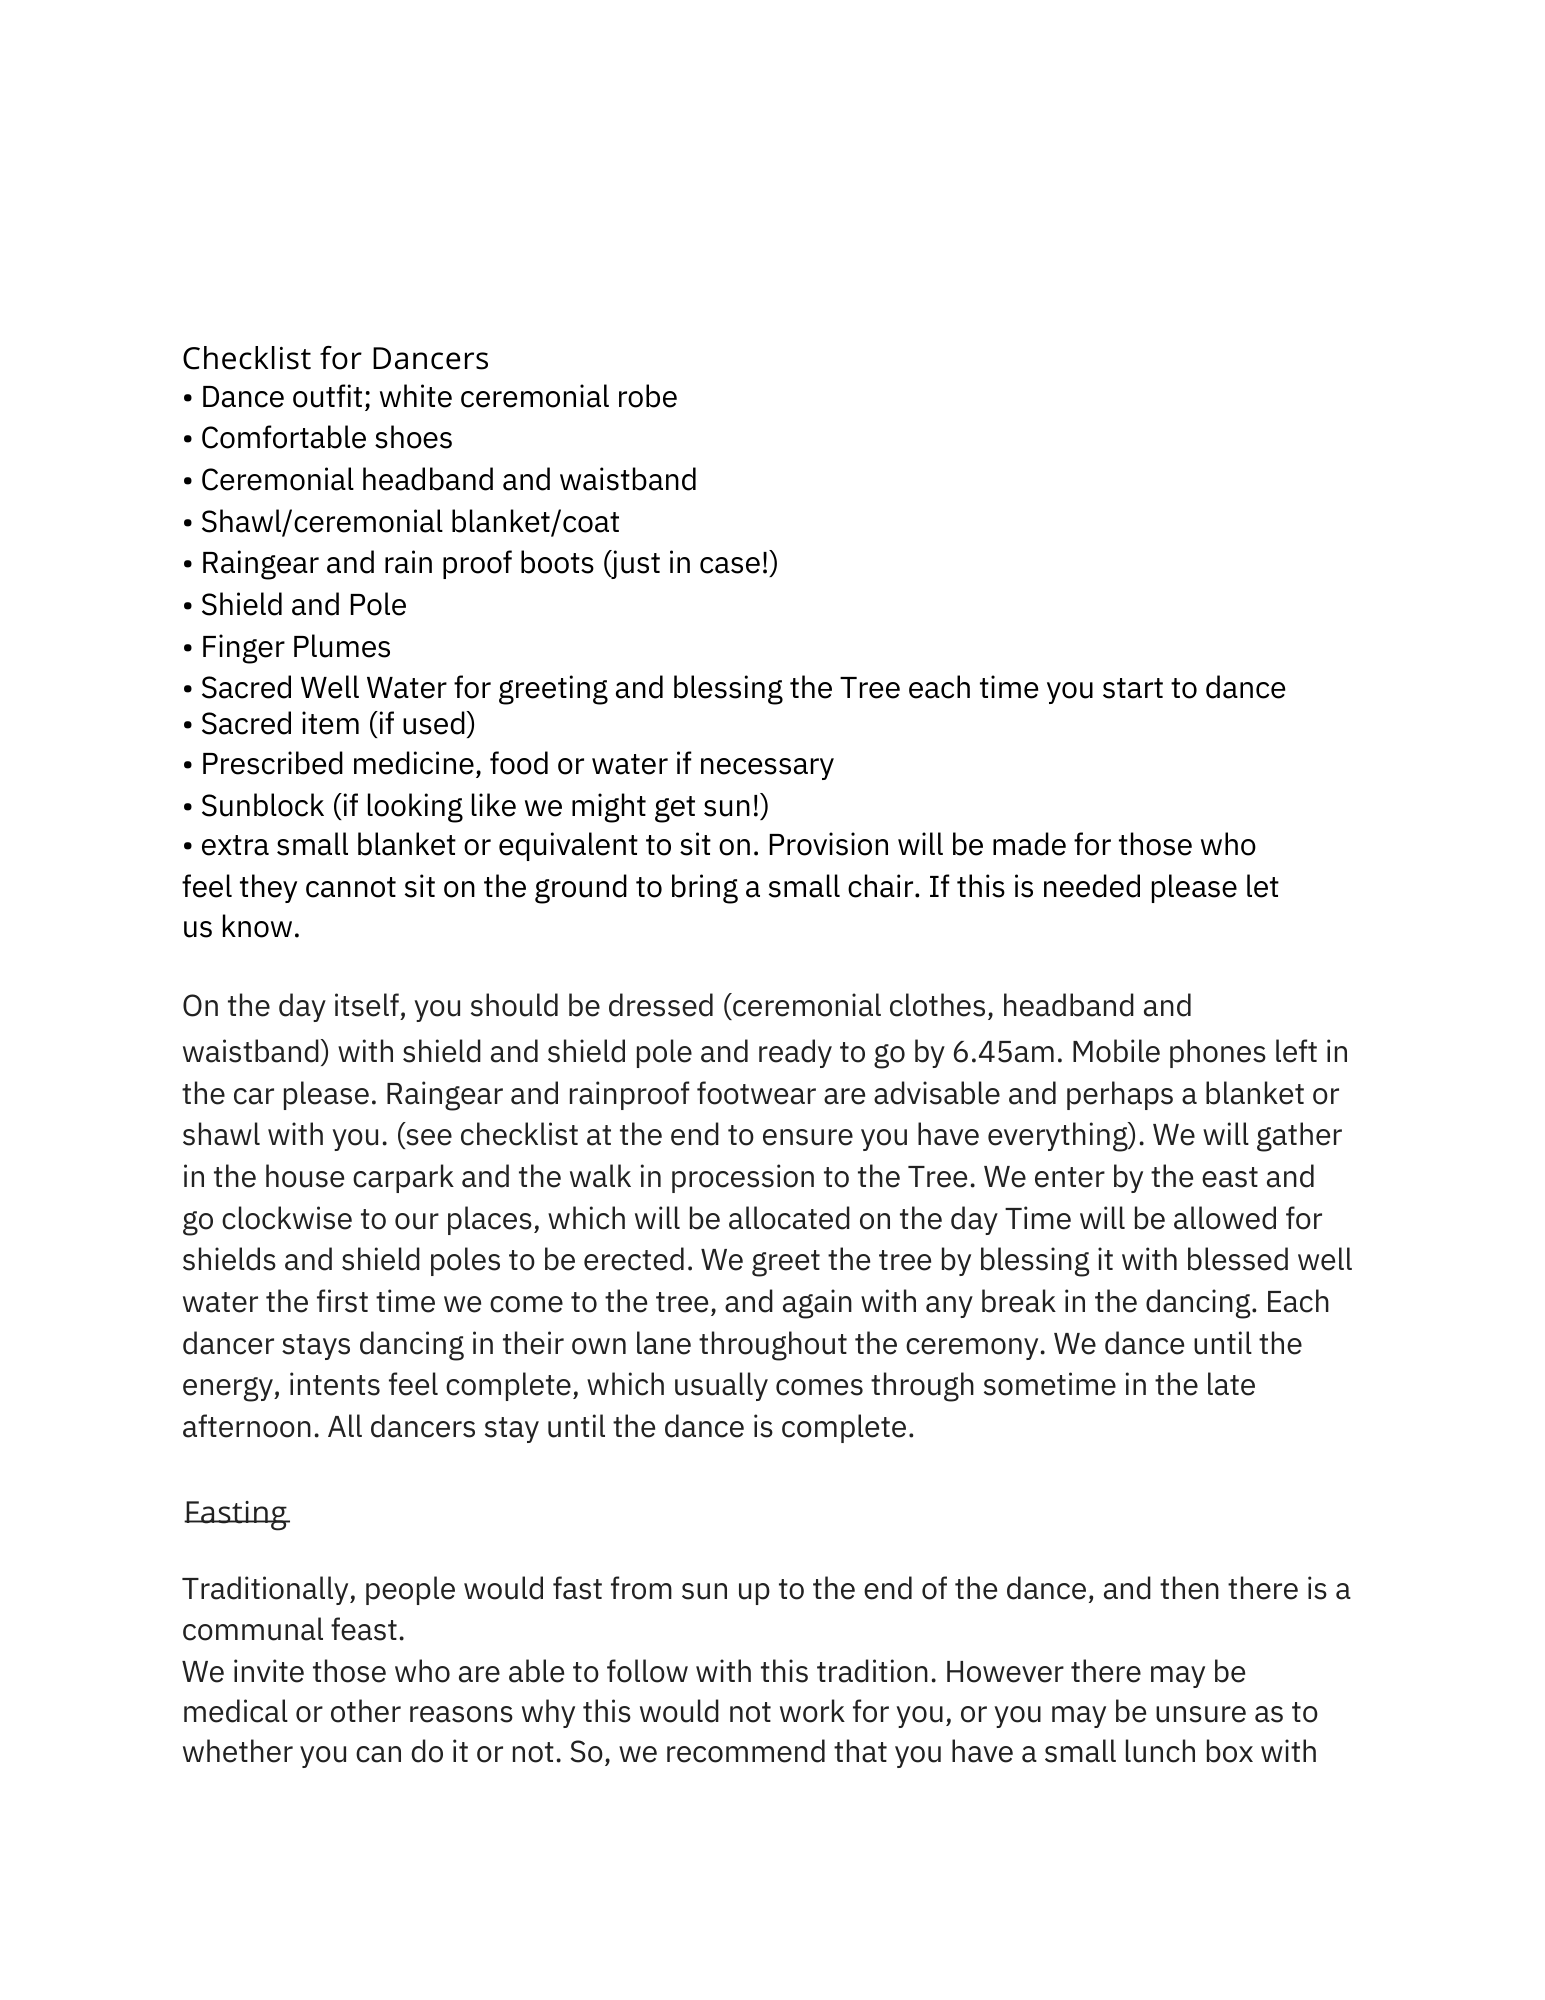 Checklist for Dancers
• Dance outfit; white ceremonial robe
• Comfortable shoes
• Ceremonial headband and waistband
• Shawl/ceremonial blanket/coat
• Raingear and rain proof boots (just in case!)
• Shield and Pole
• Finger Plumes
• Sacred Well Water for greeting and blessing the Tree each time you start to dance
• Sacred item (if used)
• Prescribed medicine, food or water if necessary
• Sunblock (if looking like we might get sun!)
• extra small blanket or equivalent to sit on. Provision will be made for those who
feel they cannot sit on the ground to bring a small chair. If this is needed please let
us know.
On the day itself, you should be dressed (ceremonial clothes, headband and
waistband) with shield and shield pole and ready to go by 6.45am. Mobile phones left in
the car please. Raingear and rainproof footwear are advisable and perhaps a blanket or
shawl with you. (see checklist at the end to ensure you have everything). We will gather
in the house carpark and the walk in procession to the Tree. We enter by the east and
go clockwise to our places, which will be allocated on the day Time will be allowed for
shields and shield poles to be erected. We greet the tree by blessing it with blessed well
water the first time we come to the tree, and again with any break in the dancing. Each
dancer stays dancing in their own lane throughout the ceremony. We dance until the
energy, intents feel complete, which usually comes through sometime in the late
afternoon. All dancers stay until the dance is complete.
Fasting
Traditionally, people would fast from sun up to the end of the dance, and then there is a
communal feast.
We invite those who are able to follow with this tradition. However there may be
medical or other reasons why this would not work for you, or you may be unsure as to
whether you can do it or not. So, we recommend that you have a small lunch box with